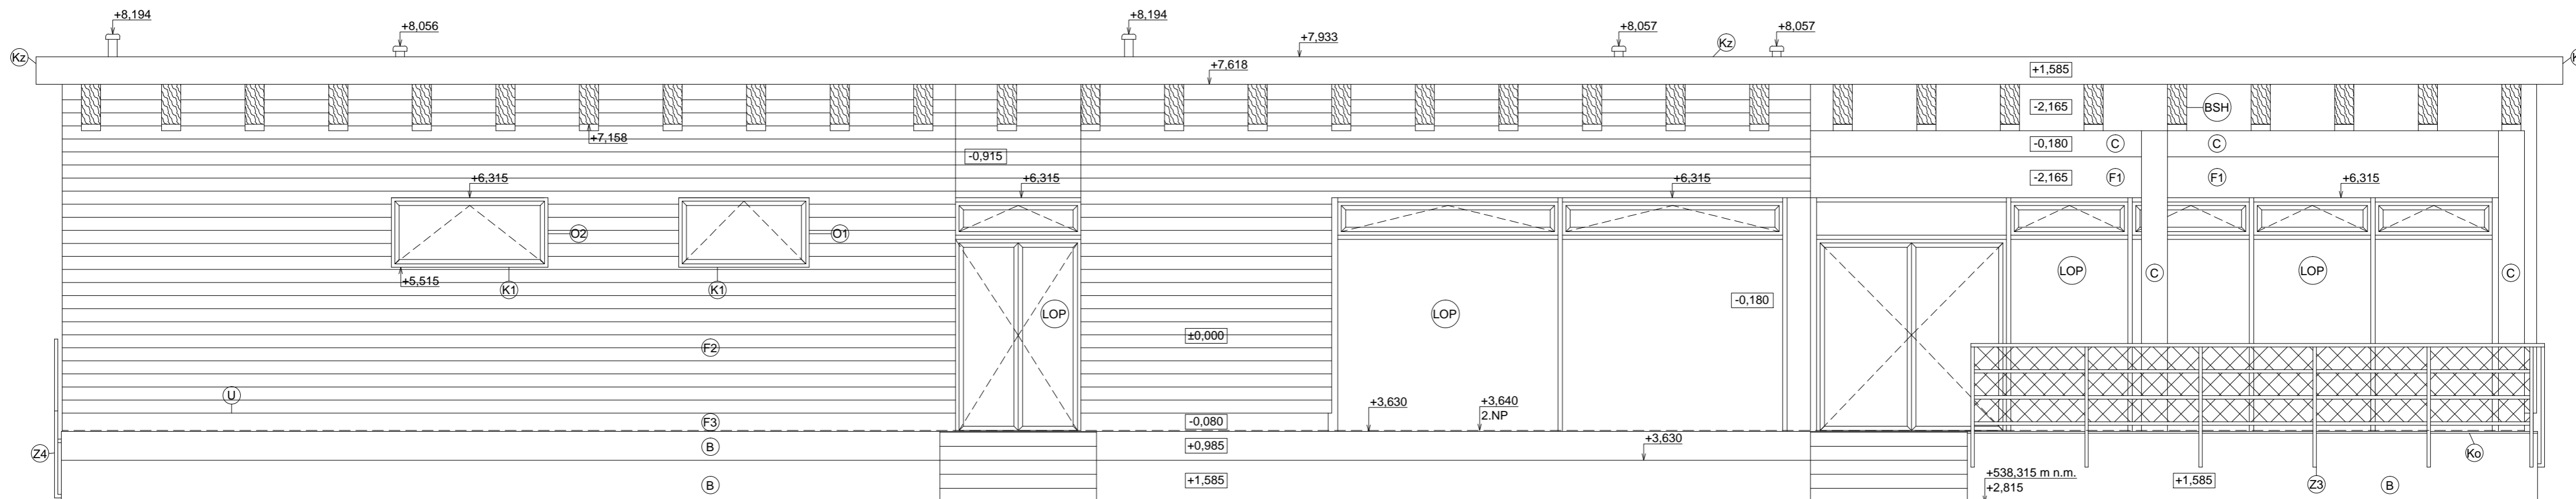 +8,194
+8,056
+8,194
+8,057
+8,057
Kz
+7,933
Kz
+7,618
+1,585
-2,165
BSH
+7,158
-0,915
-0,180
C
C
+6,315
+6,315
+6,315
-2,165
F1
F1
+6,315
O2
O1
+5,515
K1
K1
LOP
LOP
-0,180
LOP
C
LOP
C
F2
±0,000
U
+3,630
+3,640
2.NP
F3
-0,080
B
+0,985
+3,630
Z4
Ko
B
+1,585
+538,315 m n.m.
+2,815
+1,585
Z3
B